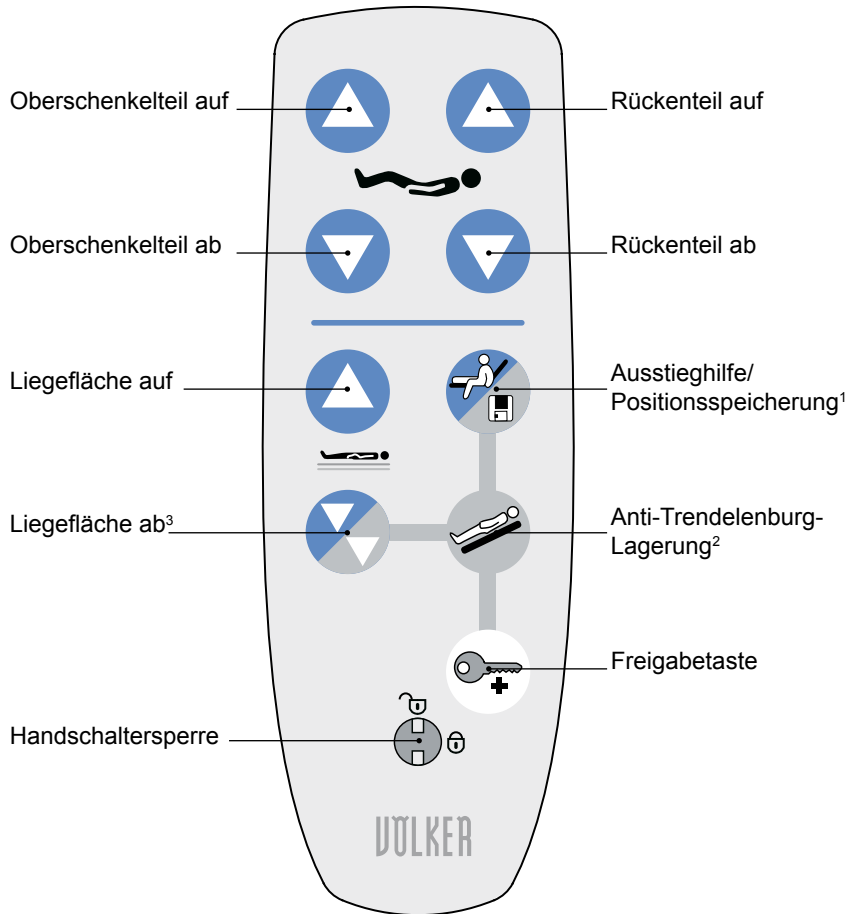 Oberschenkelteil auf
Rückenteil auf
Oberschenkelteil ab
Rückenteil ab
Liegefläche auf
Ausstieghilfe/
Positionsspeicherung¹
Liegefläche ab³
Anti-Trendelenburg-
Lagerung²
Freigabetaste
Handschaltersperre
VÖLKER